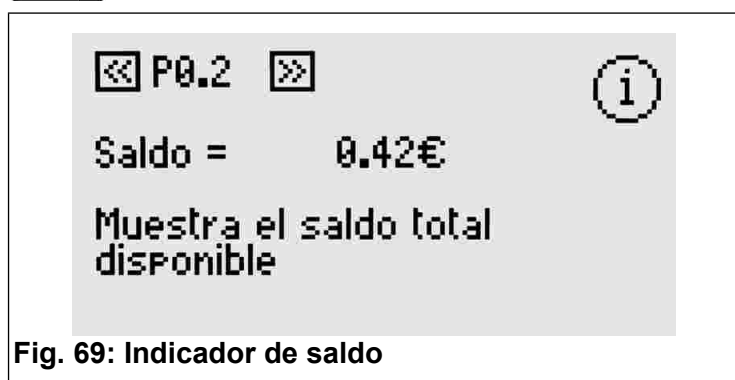 « P0.2 »
i
Saldo = 0.42€
Muestra el saldo total
disponible
Fig. 69: Indicador de saldo